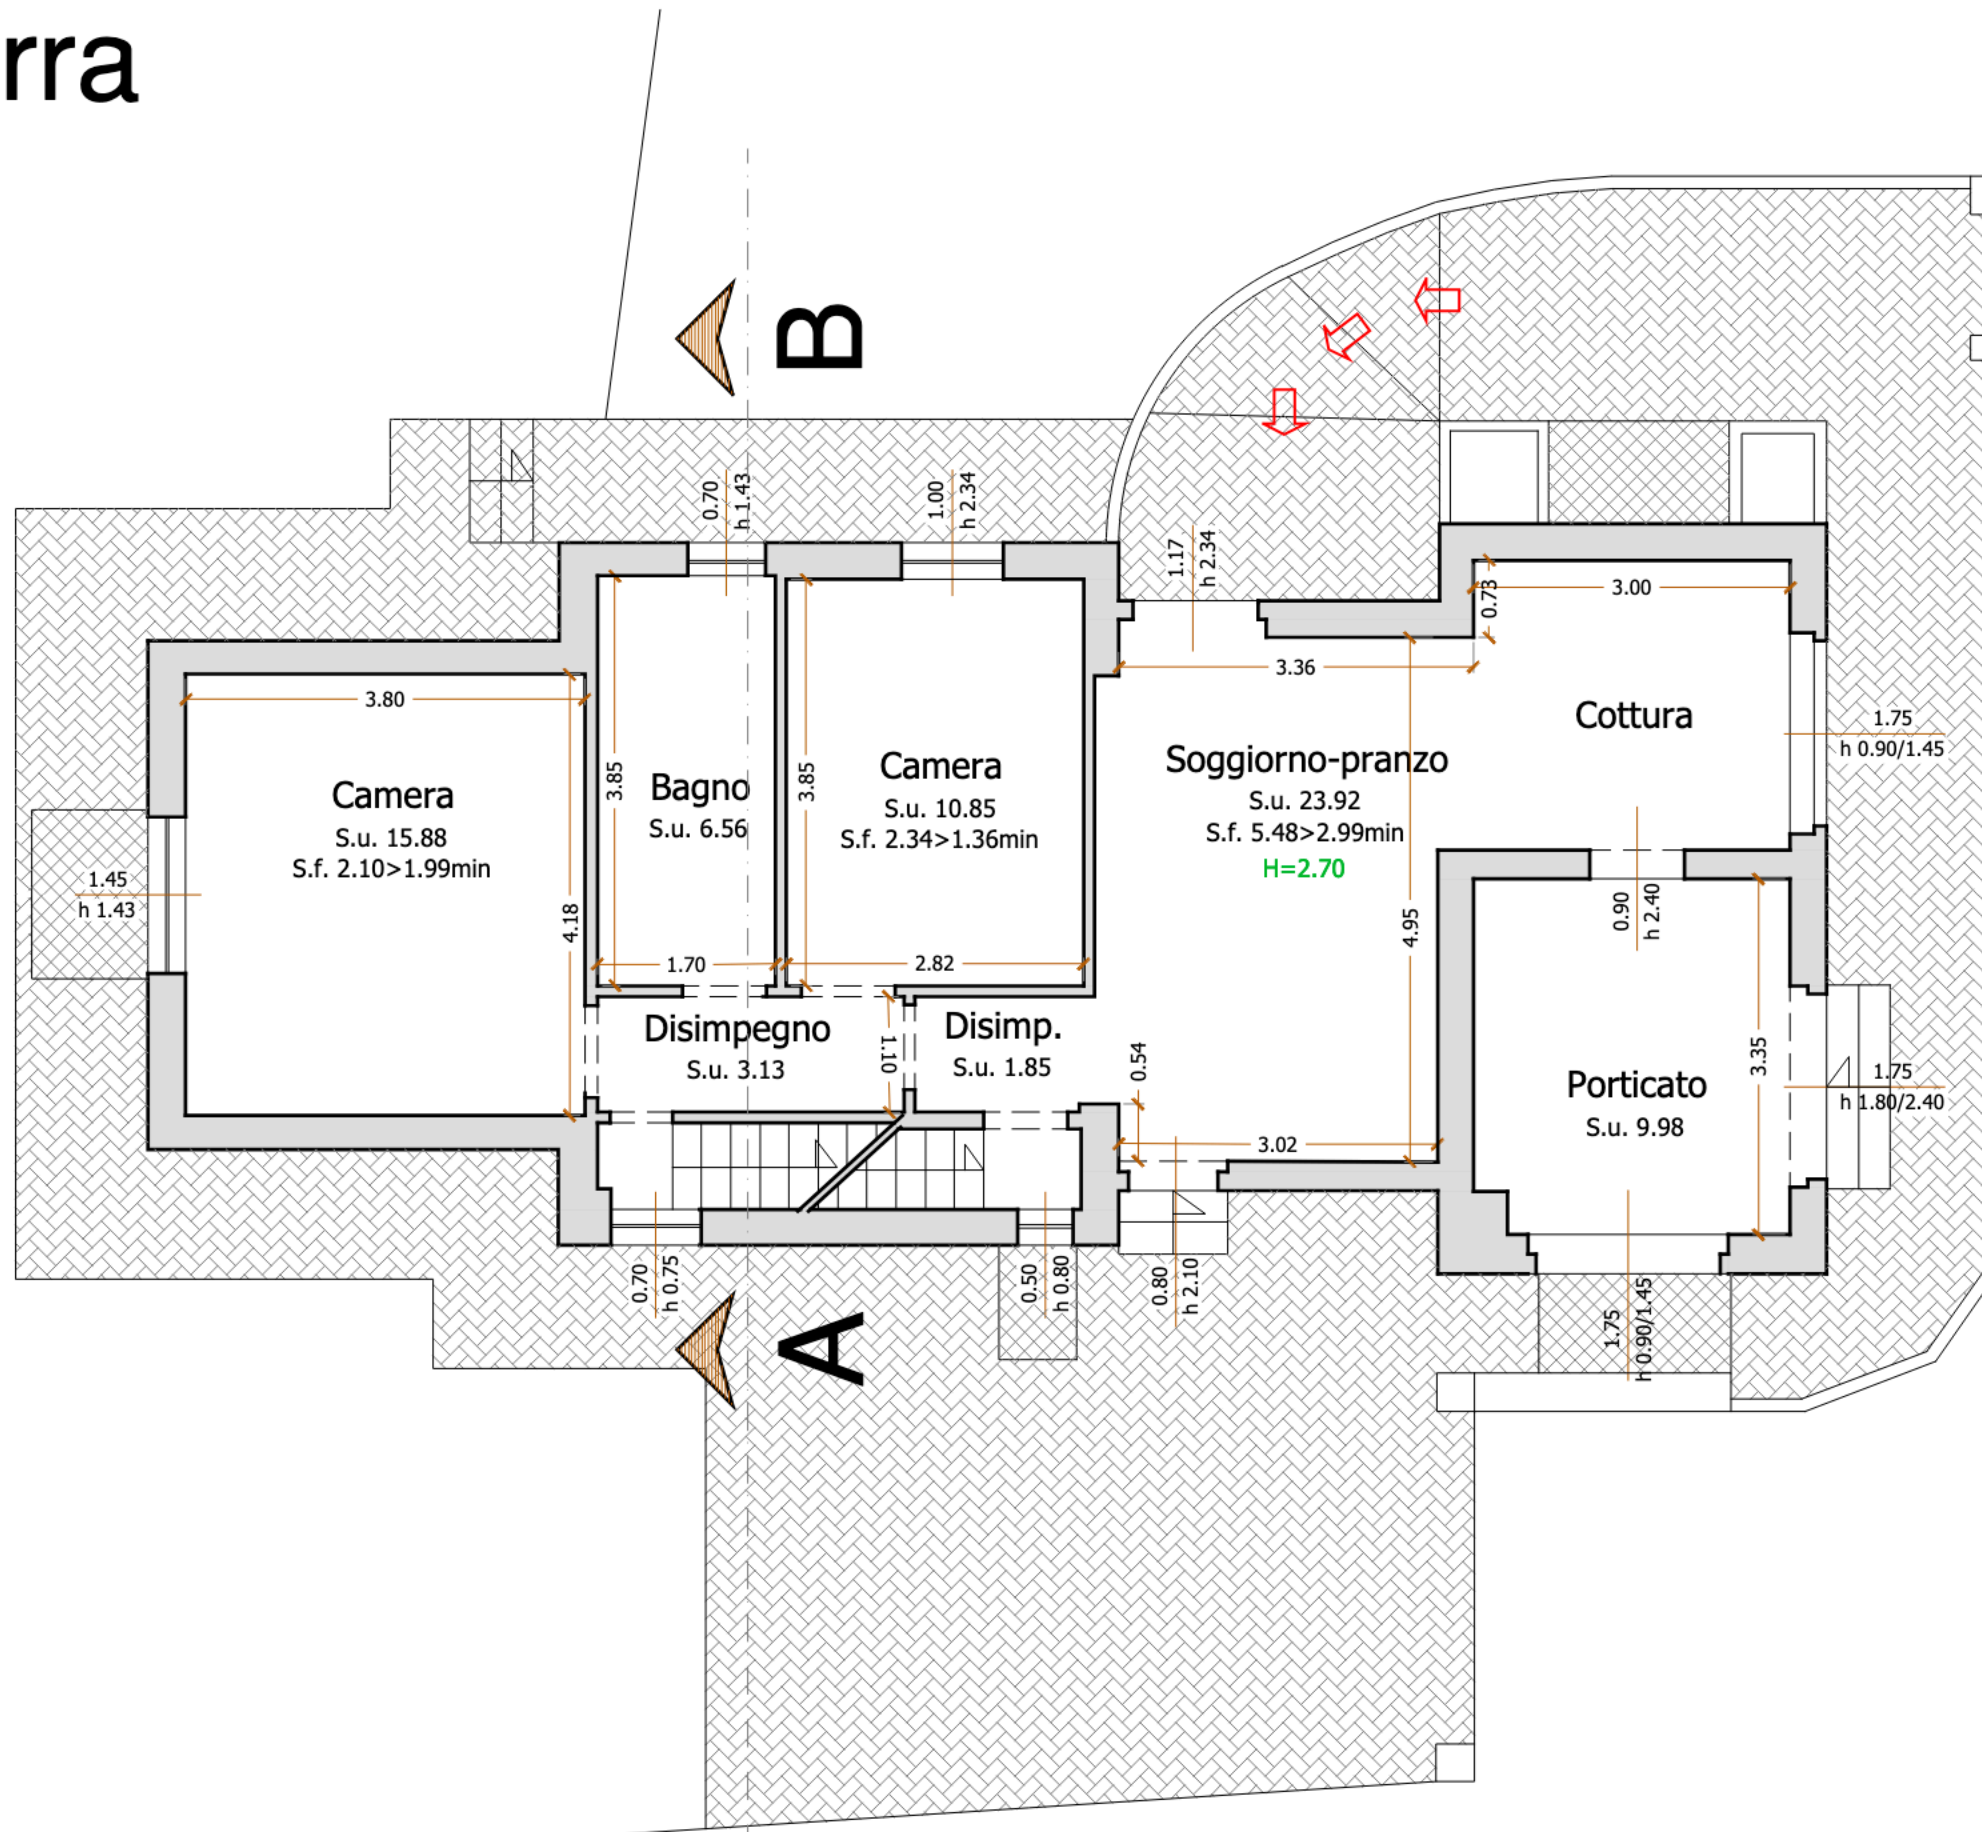 rra
B
0.70
h 1.43
1.00
h 2.34
1.17
h 2.34
0.73
3.00
3.36
3.80
Camera
S.u. 15.88
S.f. 2.10>1.99min
4.18
1.45
h 1.43
3.85
Bagno
S.u. 6.56
1.70
3.85
Camera
S.u. 10.85
S.f. 2.34>1.36min
2.82
Soggiorno-pranzo
S.u. 23.92
S.f. 5.48>2.99min
H=2.70
4.95
Cottura
1.75
h 0.90/1.45
0.90
h 2.40
Disimpegno
S.u. 3.13
1.10
Disimp.
S.u. 1.85
0.54
3.02
Porticato
S.u. 9.98
3.35
1.75
h 1.80/2.40
0.70
h 0.75
0.50
h 0.80
0.80
h 2.10
1.75
h 0.90/1.45
A